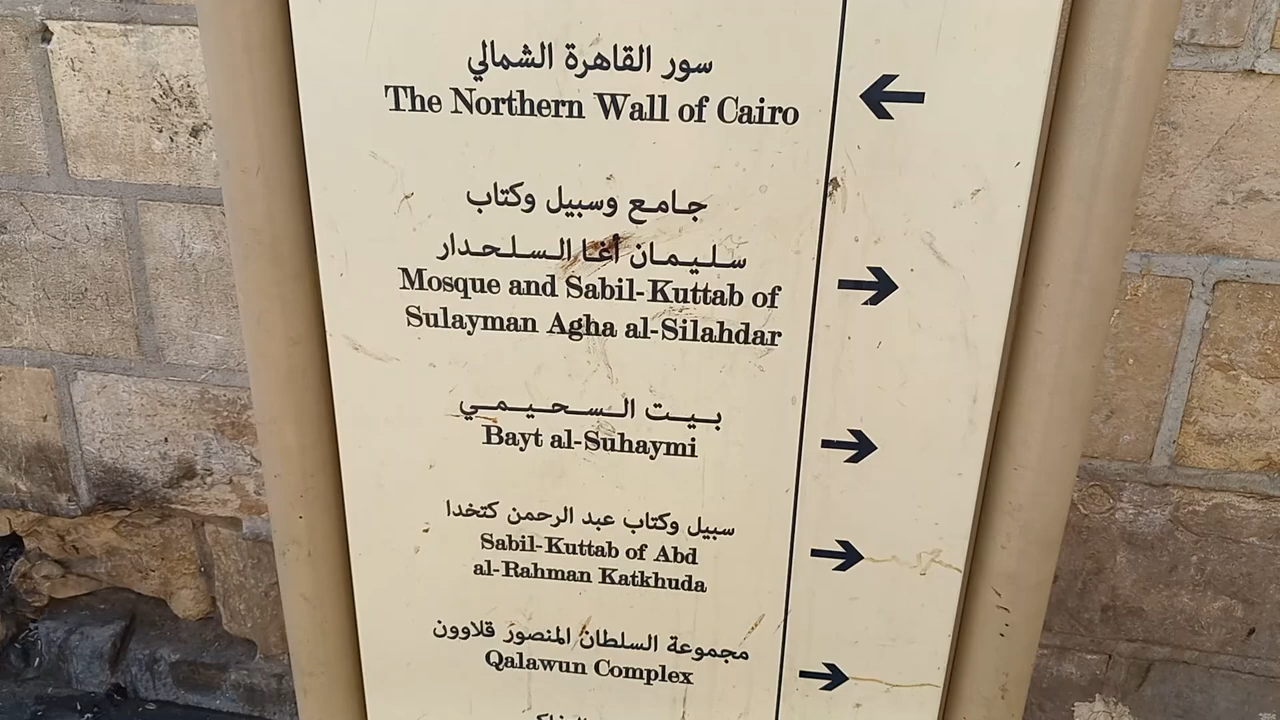 سور القاهرة الشمالي
The Northern Wall of Cairo
جامع وسبيل وكتاب
سليمان أغا السلحدار
Mosque and Sabil-Kuttab of
Sulayman Agha al-Silahdar
بيت السحيمي
Bayt al-Suhaymi
سبيل وكتاب عبد الرحمن كتخدا
Sabil-Kuttab of Abd
al-Rahman Katkhuda
مجموعة السلطان المنصور قلاوون
Qalawun Complex